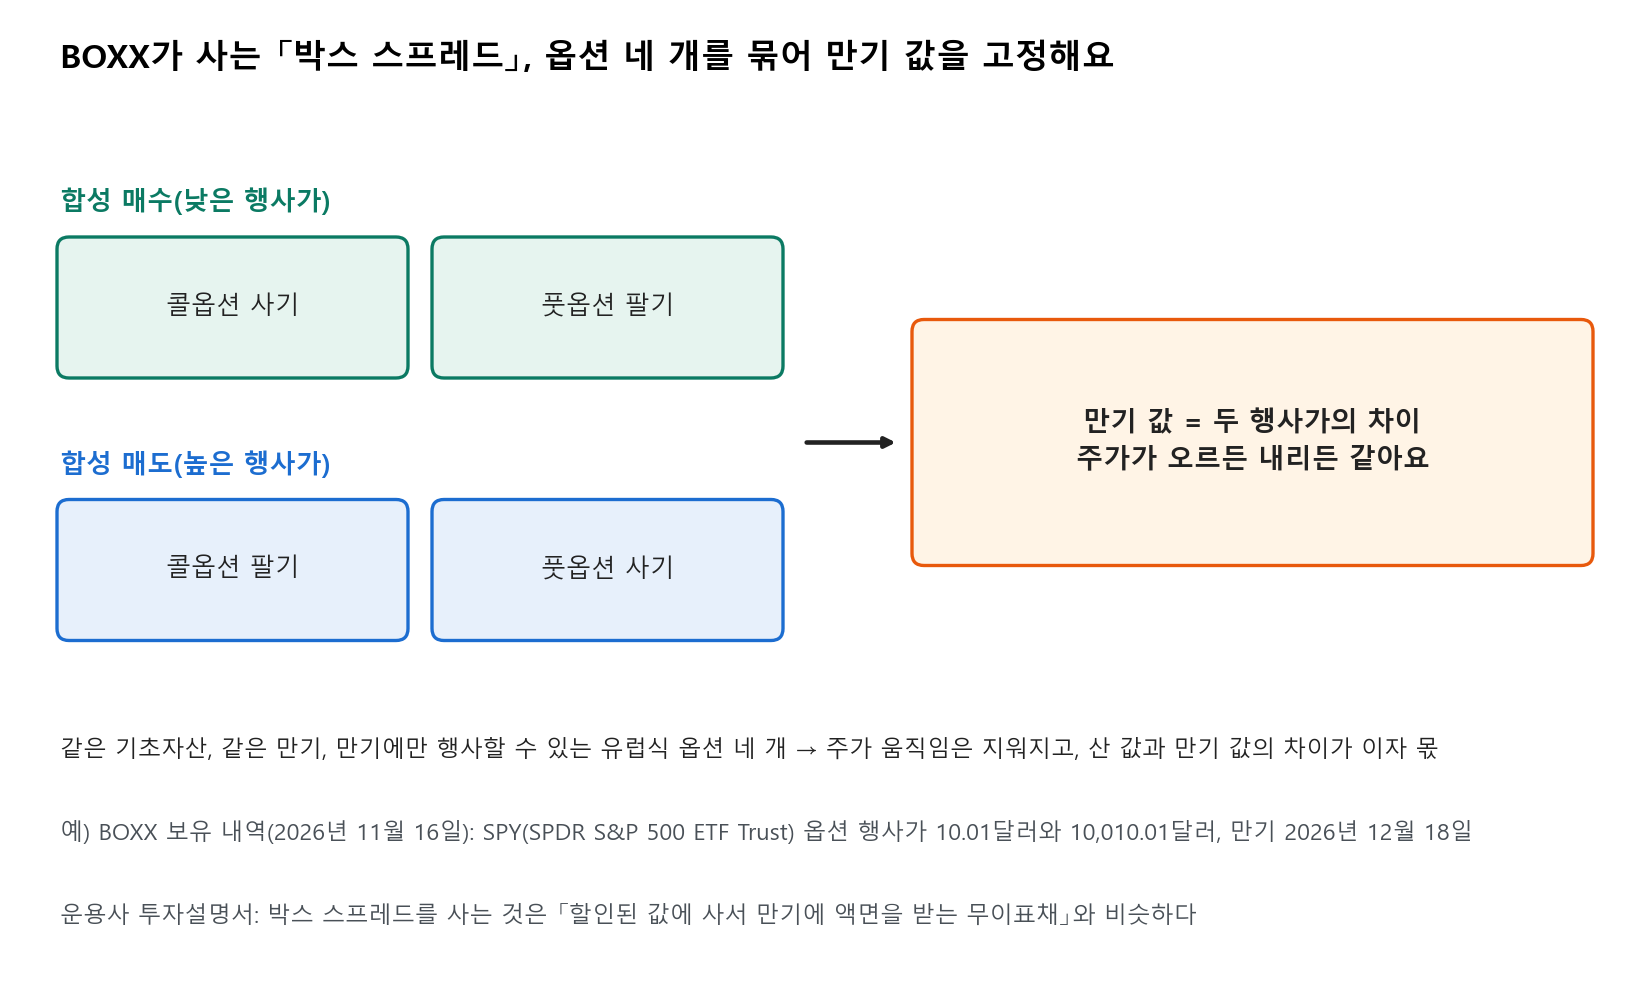 BOXX가 사는 「박스 스프레드」, 옵션 네 개를 묶어 만기 값을 고정해요
합성 매수(낮은 행사가)
콜옵션 사기
풋옵션 팔기
합성 매도(높은 행사가)
콜옵션 팔기
풋옵션 사기
만기 값 = 두 행사가의 차이
주가가 오르든 내리든 같아요
같은 기초자산, 같은 만기, 만기에만 행사할 수 있는 유럽식 옵션 네 개 → 주가 움직임은 지워지고, 산 값과 만기 값의 차이가 이자 몫
예) BOXX 보유 내역(2026년 11월 16일): SPY(SPDR S&P 500 ETF Trust) 옵션 행사가 10.01달러와 10,010.01달러, 만기 2026년 12월 18일
운용사 투자설명서: 박스 스프레드를 사는 것은 「할인된 값에 사서 만기에 액면을 받는 무이표채」와 비슷하다